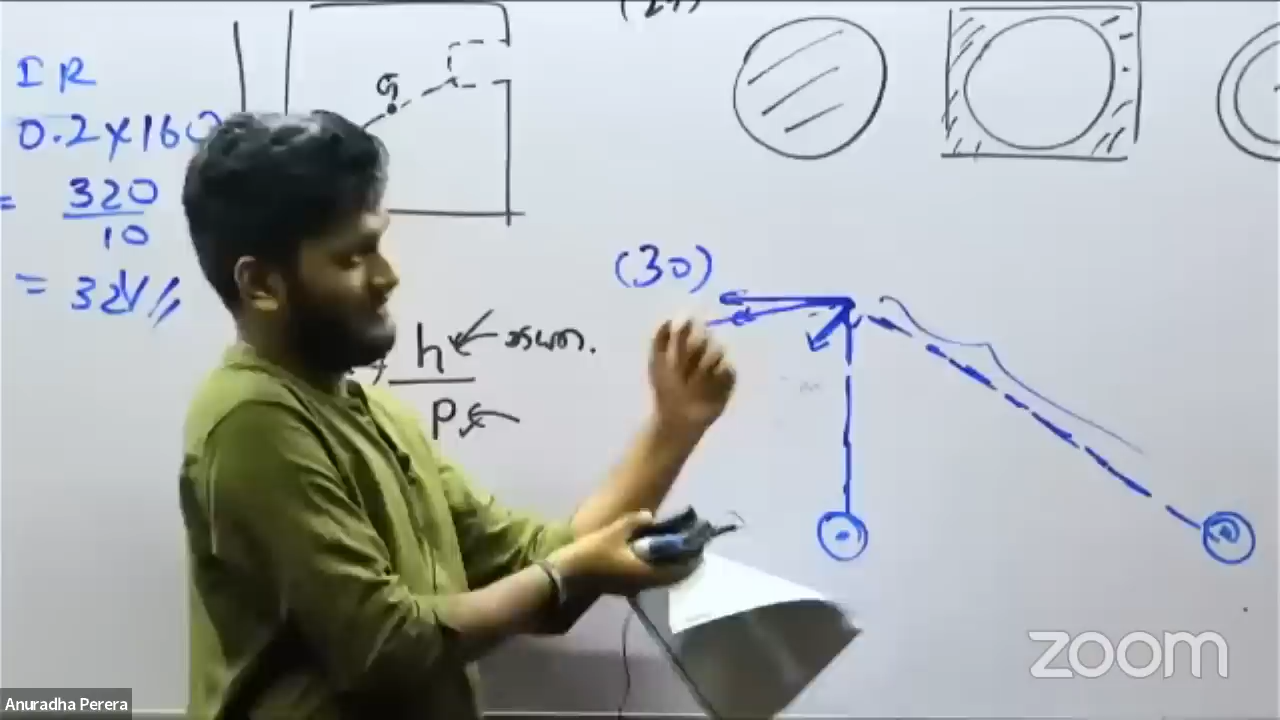 IR
0.2×160
= 320
10
= 32V//
G
(30)
h
P
zoom
Anuradha Perera